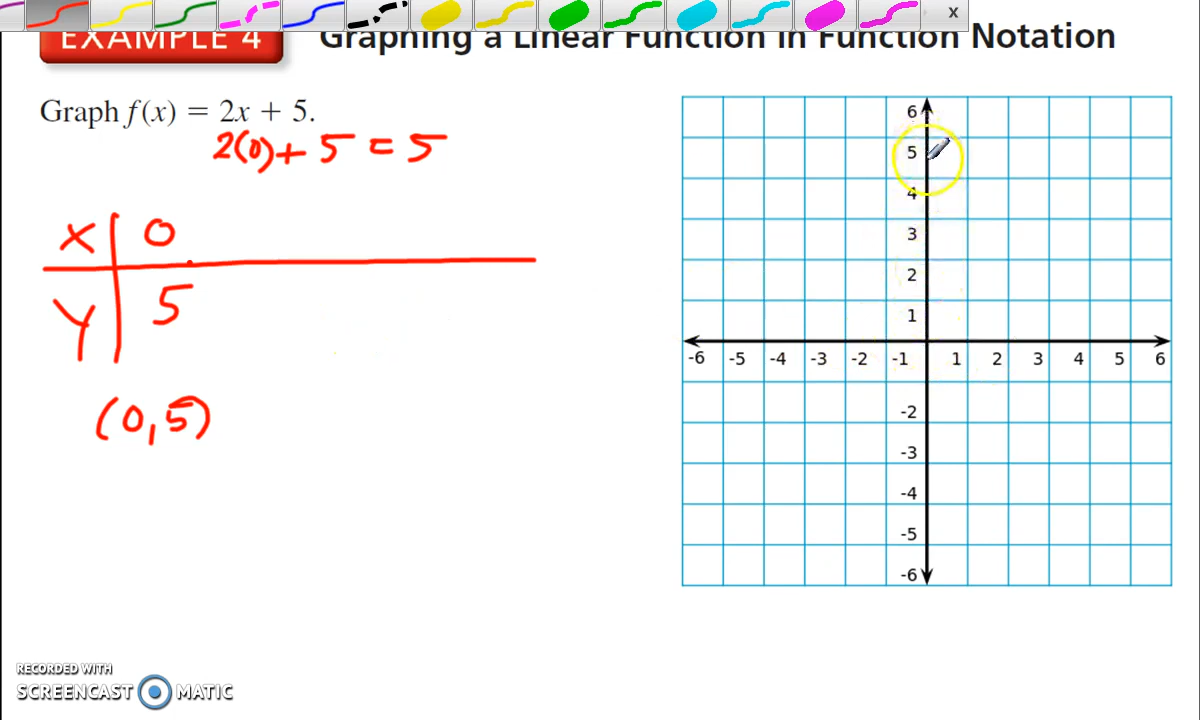 x
EXAMPLE 4 Graphing a Linear Function in Function Notation
Graph f(x) = 2x + 5.
2(0) + 5 = 5
x 0
y 5
(0,5)
6
5
4
3
2
1
-6 -5 -4 -3 -2 -1 1 2 3 4 5 6
-2
-3
-4
-5
-6
RECORDED WITH
SCREENCAST MATIC